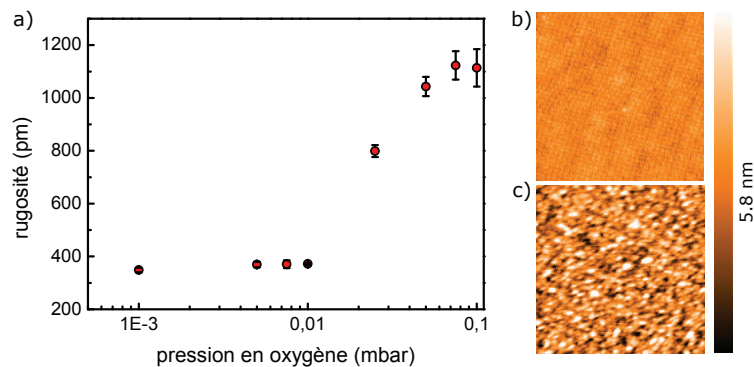 a)
1200
1000
800
600
400
200
1E-3
0,01
0,1
rugosité (pm)
pression en oxygène (mbar)
b)
c)
5.8 nm